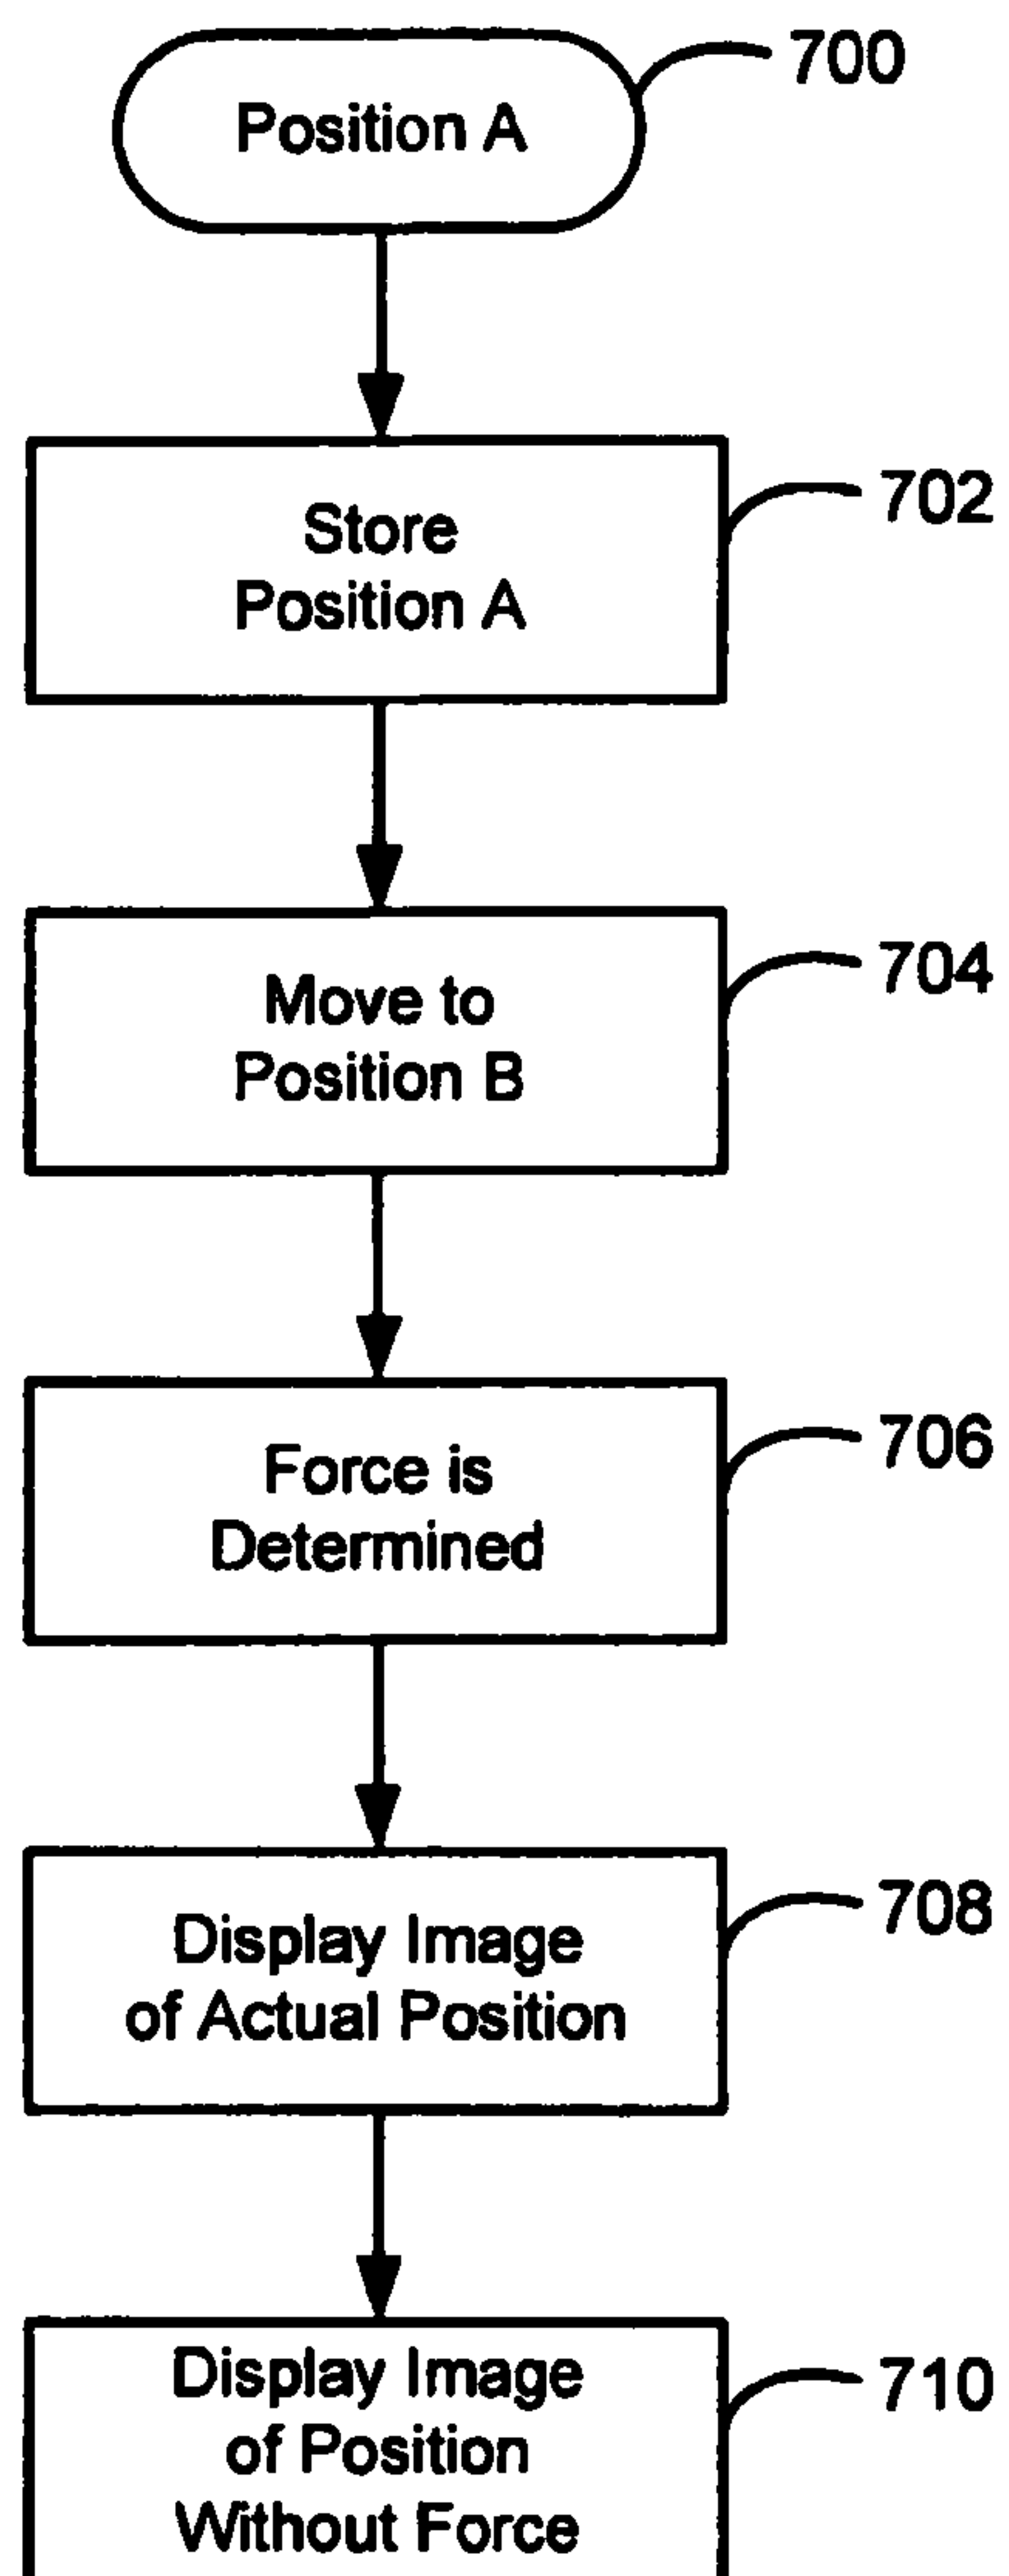 Position A
700
Store
Position A
702
Move to
Position B
704
Force is
Determined
706
Display Image
of Actual Position
708
Display Image
of Position
Without Force
710